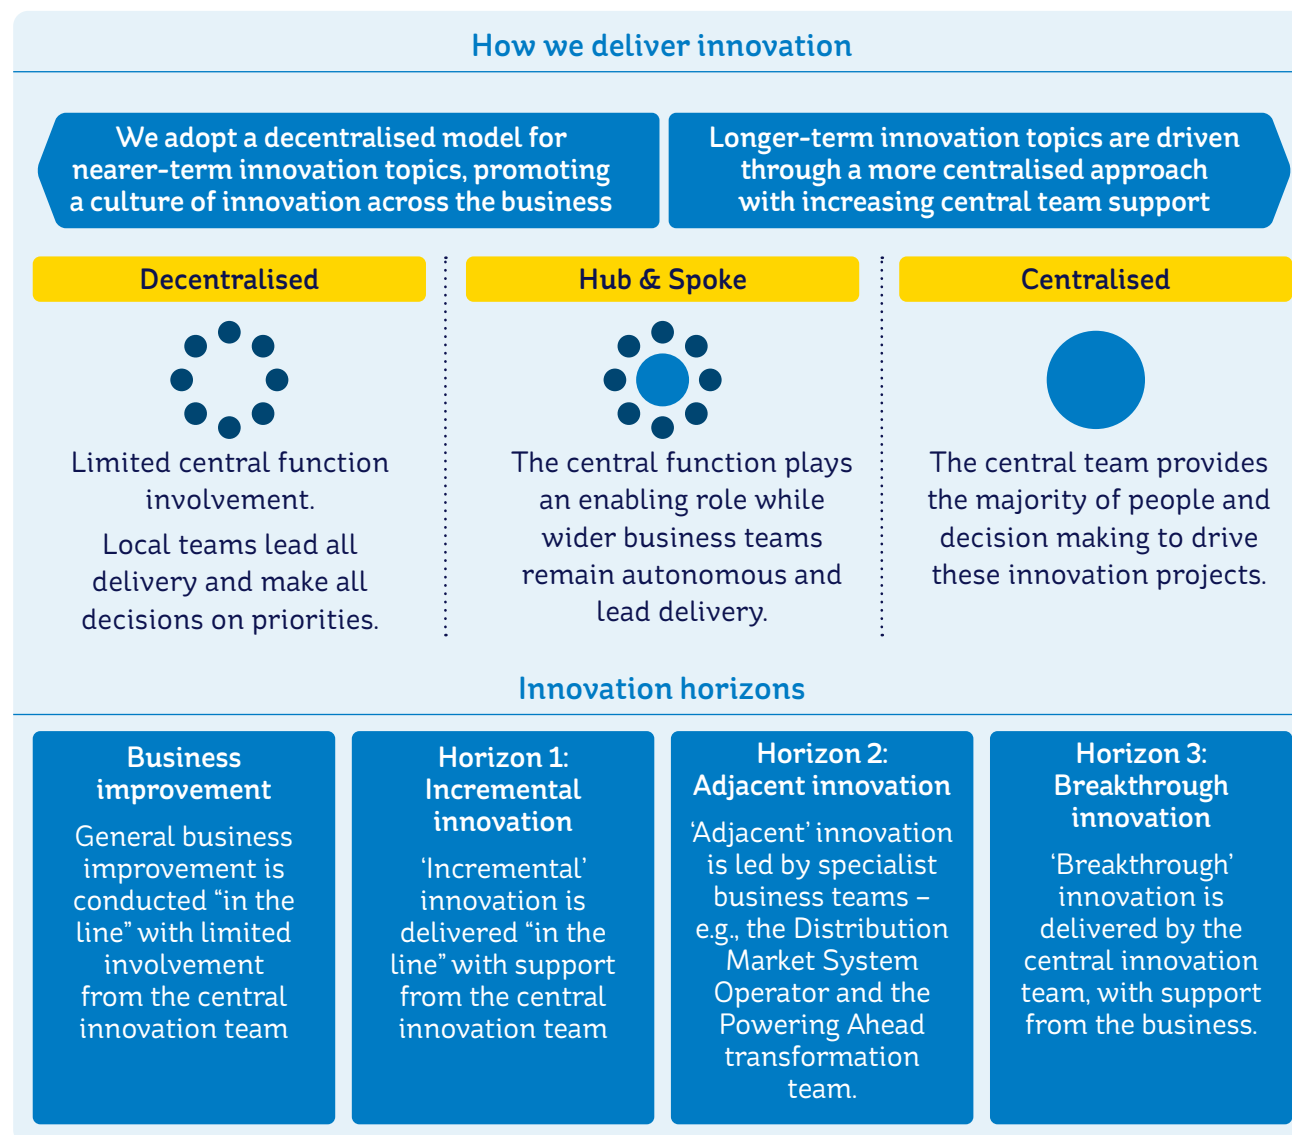 How we deliver innovation
We adopt a decentralised model for
nearer-term innovation topics, promoting
a culture of innovation across the business
Longer-term innovation topics are driven
through a more centralised approach
with increasing central team support
Decentralised
Limited central function
involvement.
Local teams lead all
delivery and make all
decisions on priorities.
Hub & Spoke
The central function plays
an enabling role while
wider business teams
remain autonomous and
lead delivery.
Centralised
The central team provides
the majority of people and
decision making to drive
these innovation projects.
Innovation horizons
Business
improvement
General business
improvement is
conducted “in the
line” with limited
involvement
from the central
innovation team
Horizon 1:
Incremental
innovation
‘Incremental’
innovation is
delivered “in the
line” with support
from the central
innovation team
Horizon 2:
Adjacent innovation
‘Adjacent’ innovation
is led by specialist
business teams –
e.g., the Distribution
Market System
Operator and the
Powering Ahead
transformation
team.
Horizon 3:
Breakthrough
innovation
‘Breakthrough’
innovation is
delivered by the
central innovation
team, with support
from the business.